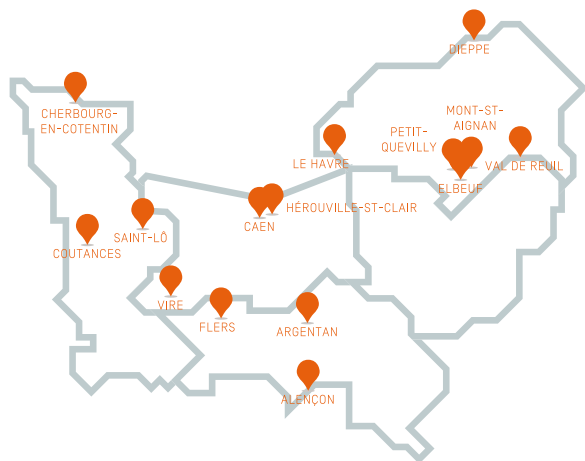 DIEPPE
CHERBOURG-
EN-COTENTIN
MONT-ST-
AIGNAN
PETIT-
QUEVILLY
LE HAVRE
VAL DE REUIL
ELBEUF
HÉROUVILLE-ST-CLAIR
CAEN
SAINT-LÔ
COUTANCES
VIRE
FLERS
ARGENTAN
ALENÇON